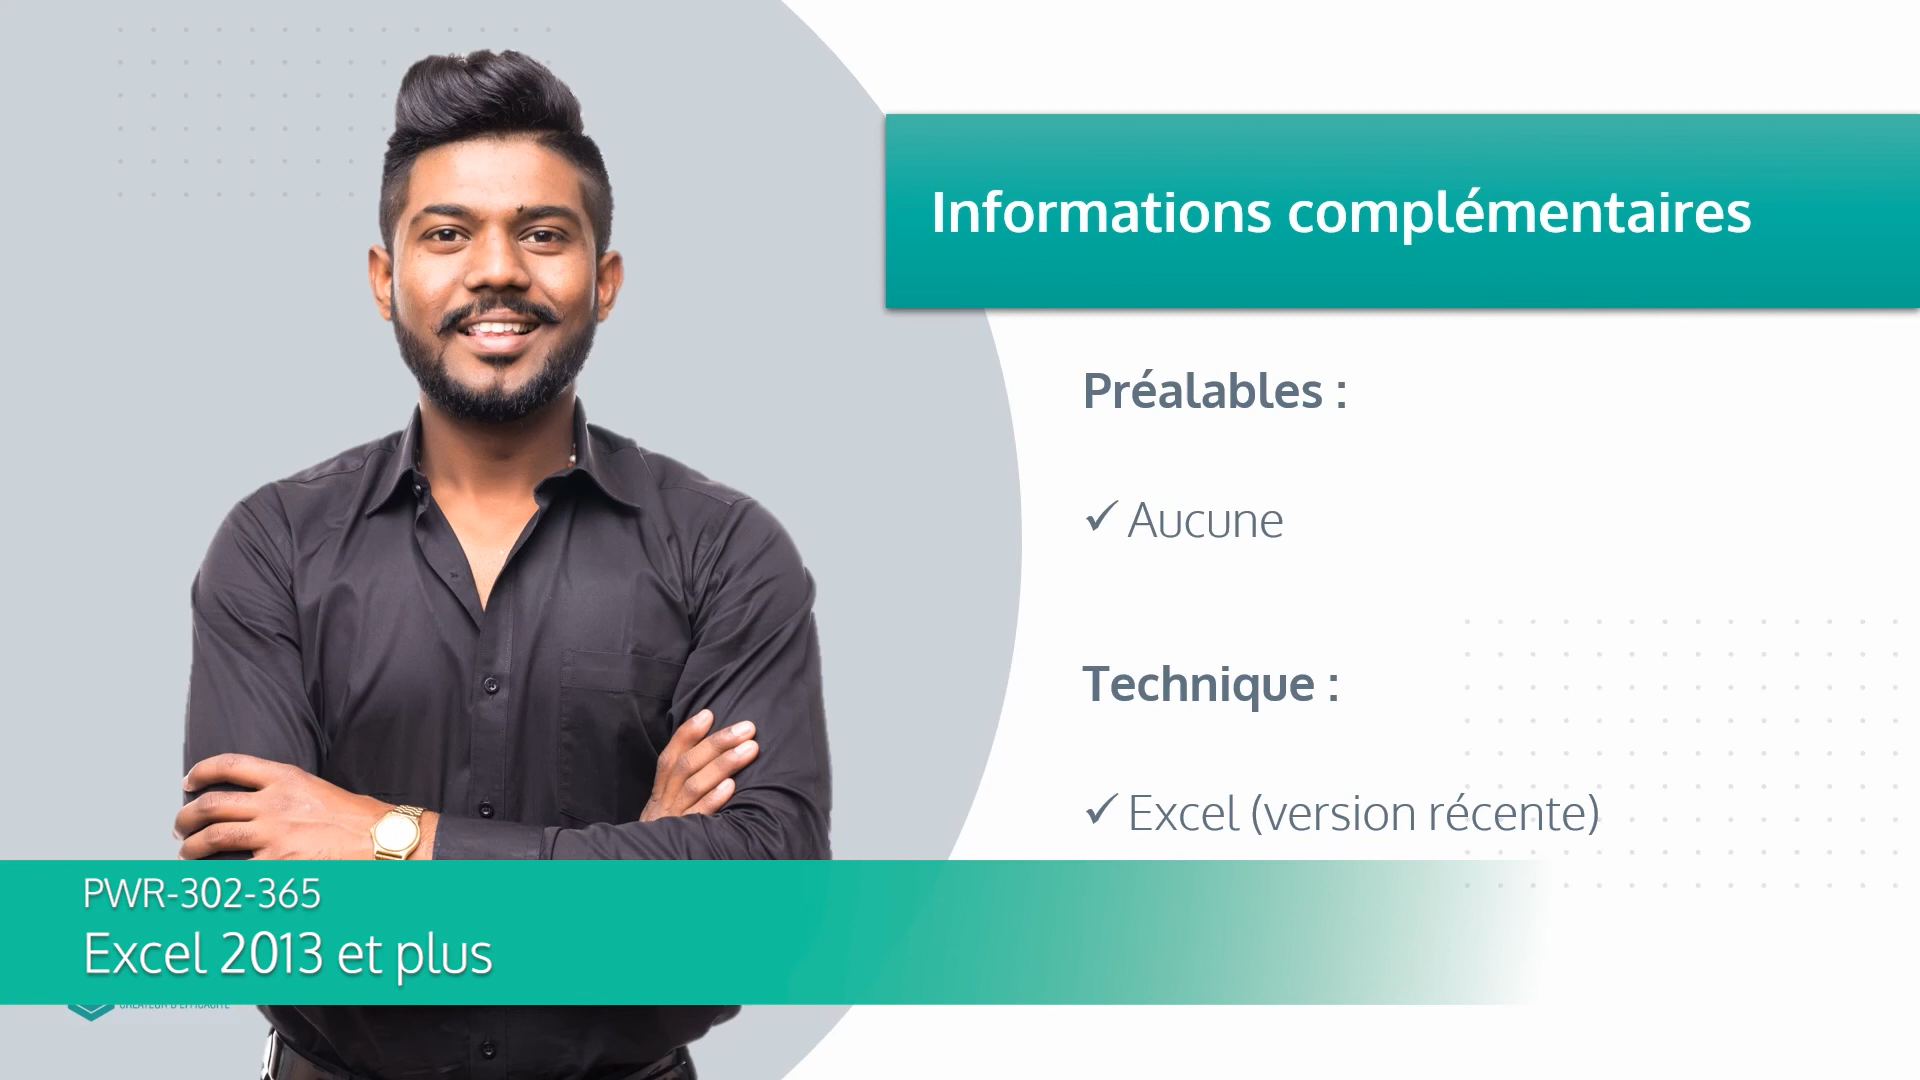 Informations complémentaires
Préalables :
✓ Aucune
Technique :
✓ Excel (version récente)
PWR-302-365
Excel 2013 et plus